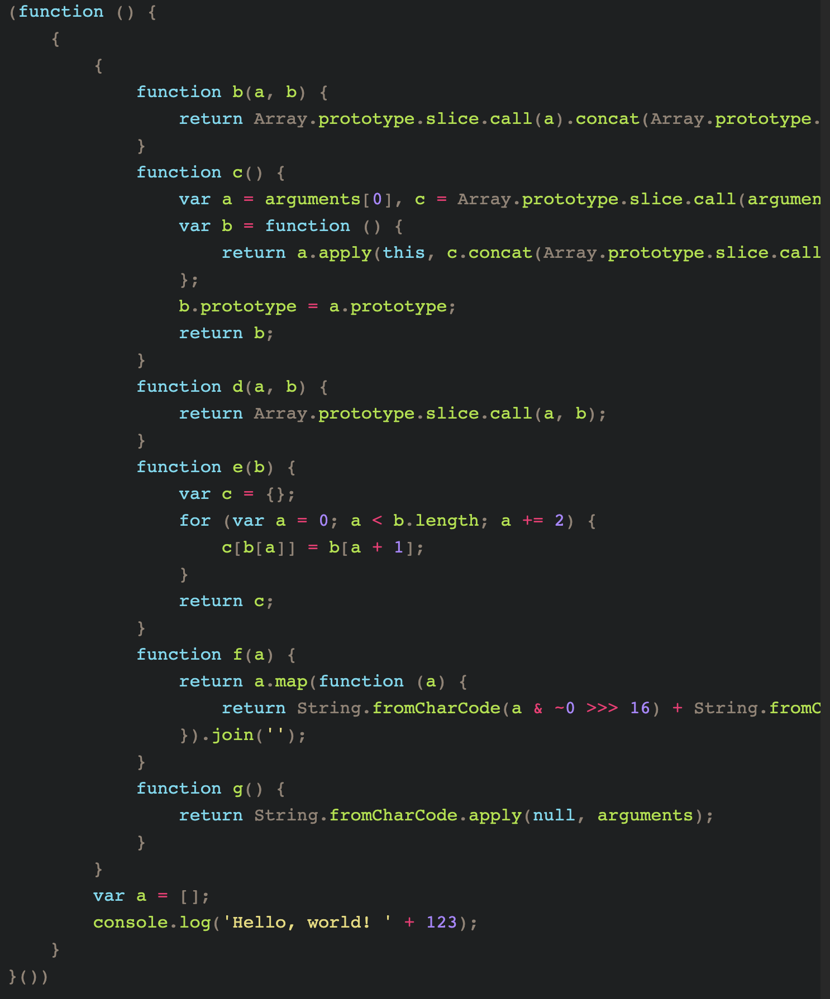 (function () {
    {
        {
            function b(a, b) {
                return Array.prototype.slice.call(a).concat(Array.prototype.
            }
            function c() {
                var a = arguments[0], c = Array.prototype.slice.call(argumen
                var b = function () {
                    return a.apply(this, c.concat(Array.prototype.slice.call
                };
                b.prototype = a.prototype;
                return b;
            }
            function d(a, b) {
                return Array.prototype.slice.call(a, b);
            }
            function e(b) {
                var c = {};
                for (var a = 0; a < b.length; a += 2) {
                    c[b[a]] = b[a + 1];
                }
                return c;
            }
            function f(a) {
                return a.map(function (a) {
                    return String.fromCharCode(a & ~0 >>> 16) + String.fromC
                }).join('');
            }
            function g() {
                return String.fromCharCode.apply(null, arguments);
            }
        }
        var a = [];
        console.log('Hello, world! ' + 123);
    }
}())